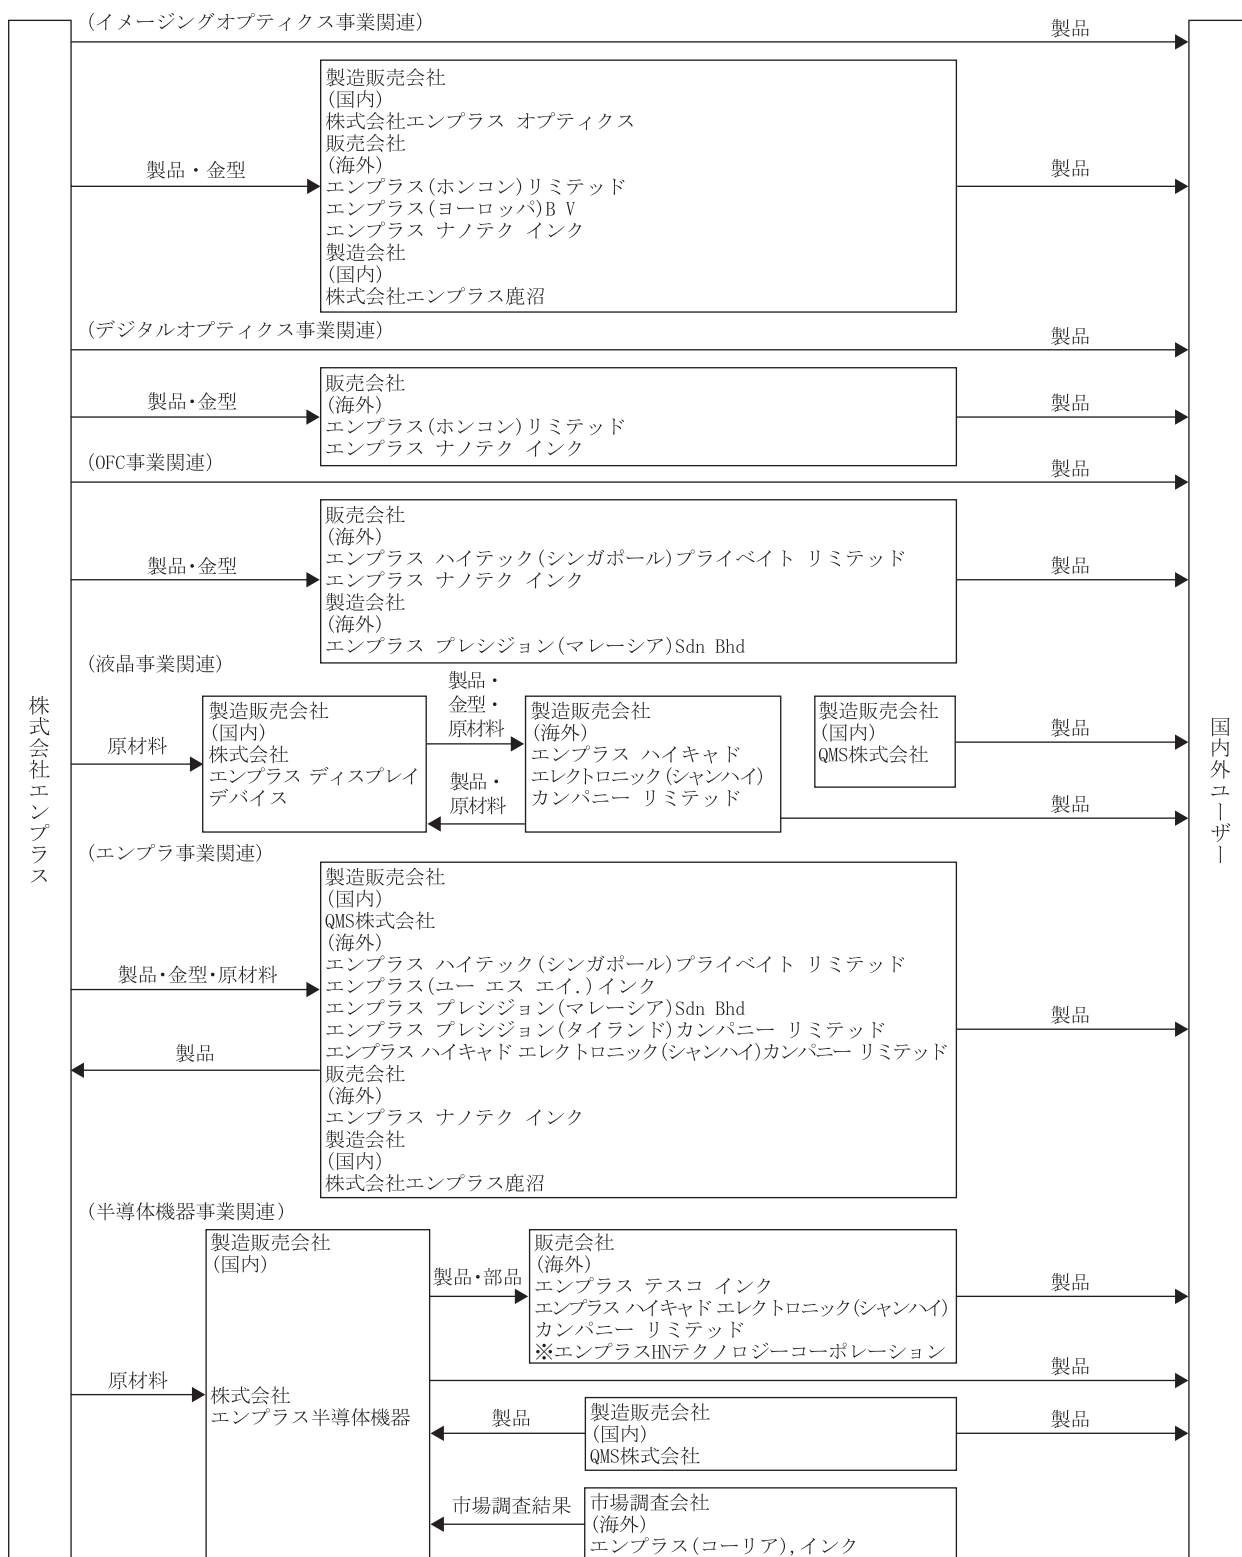 株式会社エンプラス
国内外ユーザー
(イメージングオプティクス事業関連)
製品
製品・金型
製造販売会社
(国内)
株式会社エンプラス オプティクス
販売会社
(海外)
エンプラス(ホンコン)リミテッド
エンプラス(ヨーロッパ)B V
エンプラス ナノテク インク
製造会社
(国内)
株式会社エンプラス鹿沼
製品
(デジタルオプティクス事業関連)
製品
製品・金型
販売会社
(海外)
エンプラス(ホンコン)リミテッド
エンプラス ナノテク インク
製品
(OFC事業関連)
製品
製品・金型
販売会社
(海外)
エンプラス ハイテック(シンガポール)プライベイト リミテッド
エンプラス ナノテク インク
製造会社
(海外)
エンプラス プレシジョン(マレーシア)Sdn Bhd
製品
(液晶事業関連)
原材料
製造販売会社
(国内)
株式会社
エンプラス ディスプレイ
デバイス
製品・
金型・
原材料
製品・
原材料
製造販売会社
(海外)
エンプラス ハイキャド
エレクトロニック(シャンハイ)
カンパニー リミテッド
製造販売会社
(国内)
QMS株式会社
製品
製品
(エンプラ事業関連)
製品・金型・原材料
製品
製造販売会社
(国内)
QMS株式会社
(海外)
エンプラス ハイテック(シンガポール)プライベイト リミテッド
エンプラス(ユー エス エイ.)インク
エンプラス プレシジョン(マレーシア)Sdn Bhd
エンプラス プレシジョン(タイランド)カンパニー リミテッド
エンプラス ハイキャド エレクトロニック(シャンハイ)カンパニー リミテッド
販売会社
(海外)
エンプラス ナノテク インク
製造会社
(国内)
株式会社エンプラス鹿沼
製品
(半導体機器事業関連)
原材料
製造販売会社
(国内)
株式会社
エンプラス半導体機器
製品・部品
販売会社
(海外)
エンプラス テスコ インク
エンプラス ハイキャド エレクトロニック(シャンハイ)
カンパニー リミテッド
※エンプラスHNテクノロジーコーポレーション
製品
製品
製品
製造販売会社
(国内)
QMS株式会社
製品
市場調査結果
市場調査会社
(海外)
エンプラス(コーリア),インク